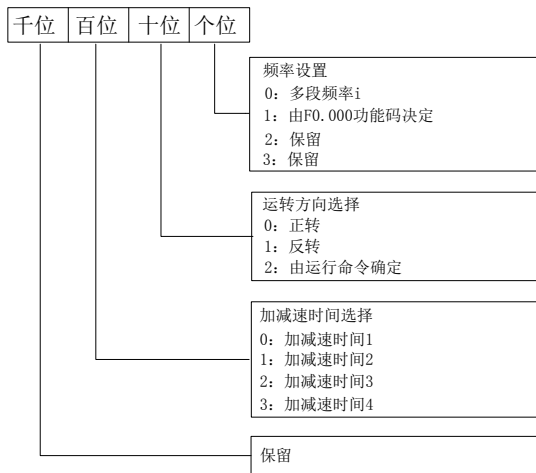 千位 百位 十位 个位
频率设置
0: 多段频率i
1: 由F0.000功能码决定
2: 保留
3: 保留
运转方向选择
0: 正转
1: 反转
2: 由运行命令确定
加减速时间选择
0: 加减速时间1
1: 加减速时间2
2: 加减速时间3
3: 加减速时间4
保留